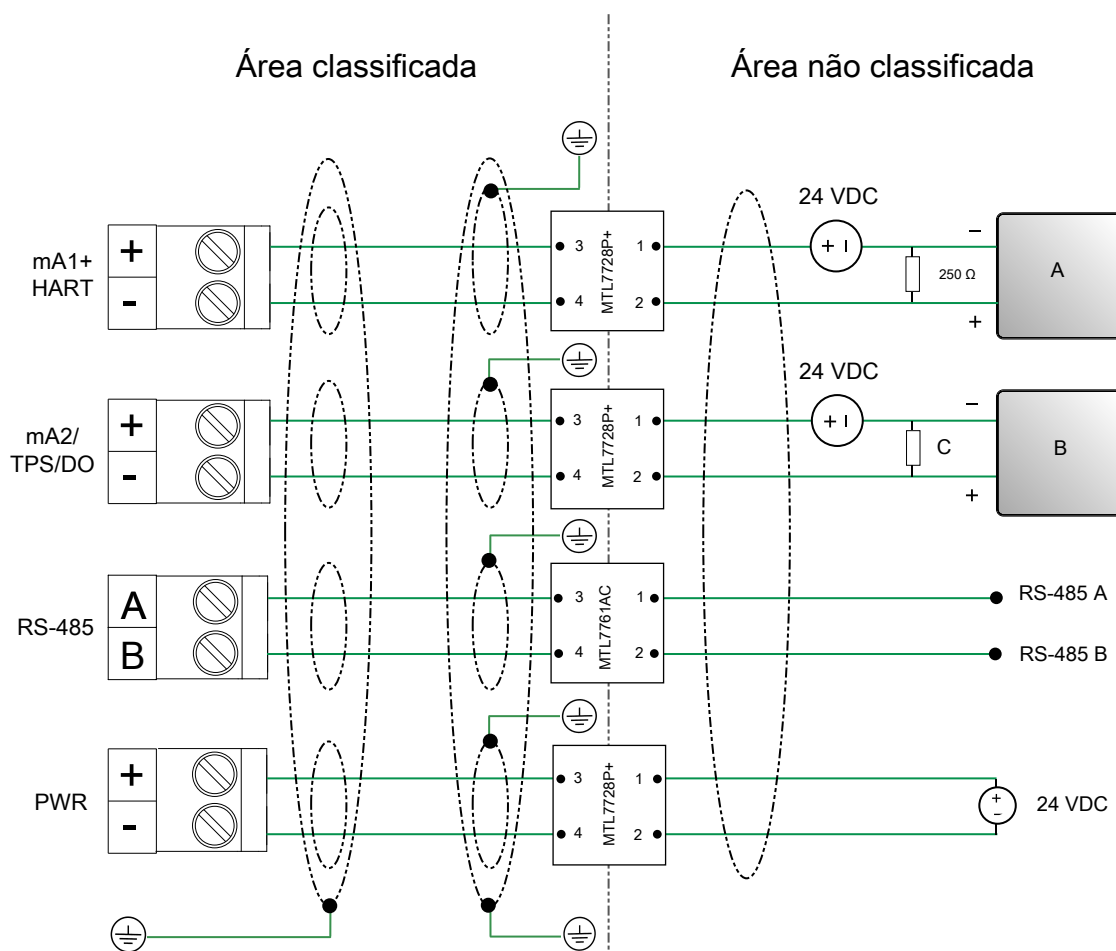 Área classificada
Área não classificada
mA1+
HART
+
-
3
4
MTL7728P+
1
2
24 VDC
+ -
250 Ω
-
+
A
mA2/
TPS/DO
+
-
3
4
MTL7728P+
1
2
24 VDC
+ -
C
-
+
B
RS-485
A
B
3
4
MTL7761AC
1
2
RS-485 A
RS-485 B
PWR
+
-
3
4
MTL7728P+
1
2
+
-
24 VDC